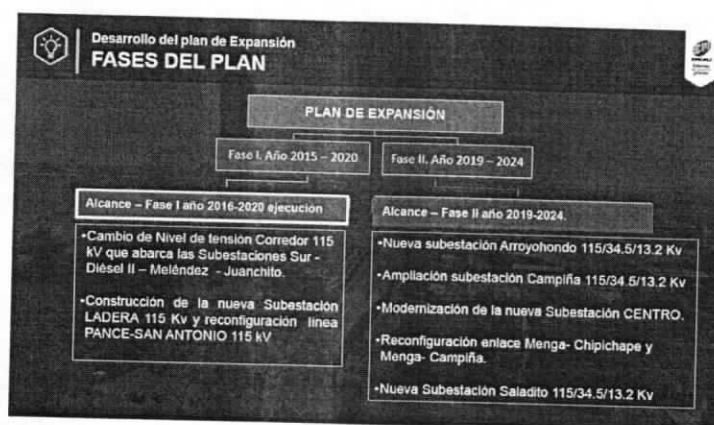 Desarrollo del plan de Expansión
FASES DEL PLAN
EMCALI
PLAN DE EXPANSIÓN
Fase I. Año 2015 – 2020
Fase II. Año 2019 – 2024
Alcance – Fase I año 2016-2020 ejecución
•Cambio de Nivel de tensión Corredor 115
kV que abarca las Subestaciones Sur -
Diésel II – Meléndez - Juanchito.
•Construcción de la nueva Subestación
LADERA 115 Kv y reconfiguración línea
PANCE-SAN ANTONIO 115 kV
Alcance – Fase II año 2019-2024.
•Nueva subestación Arroyohondo 115/34.5/13.2 Kv
•Ampliación subestación Campiña 115/34.5/13.2 Kv
•Modernización de la nueva Subestación CENTRO.
•Reconfiguración enlace Menga- Chipichape y
Menga- Campiña.
•Nueva Subestación Saladito 115/34.5/13.2 Kv